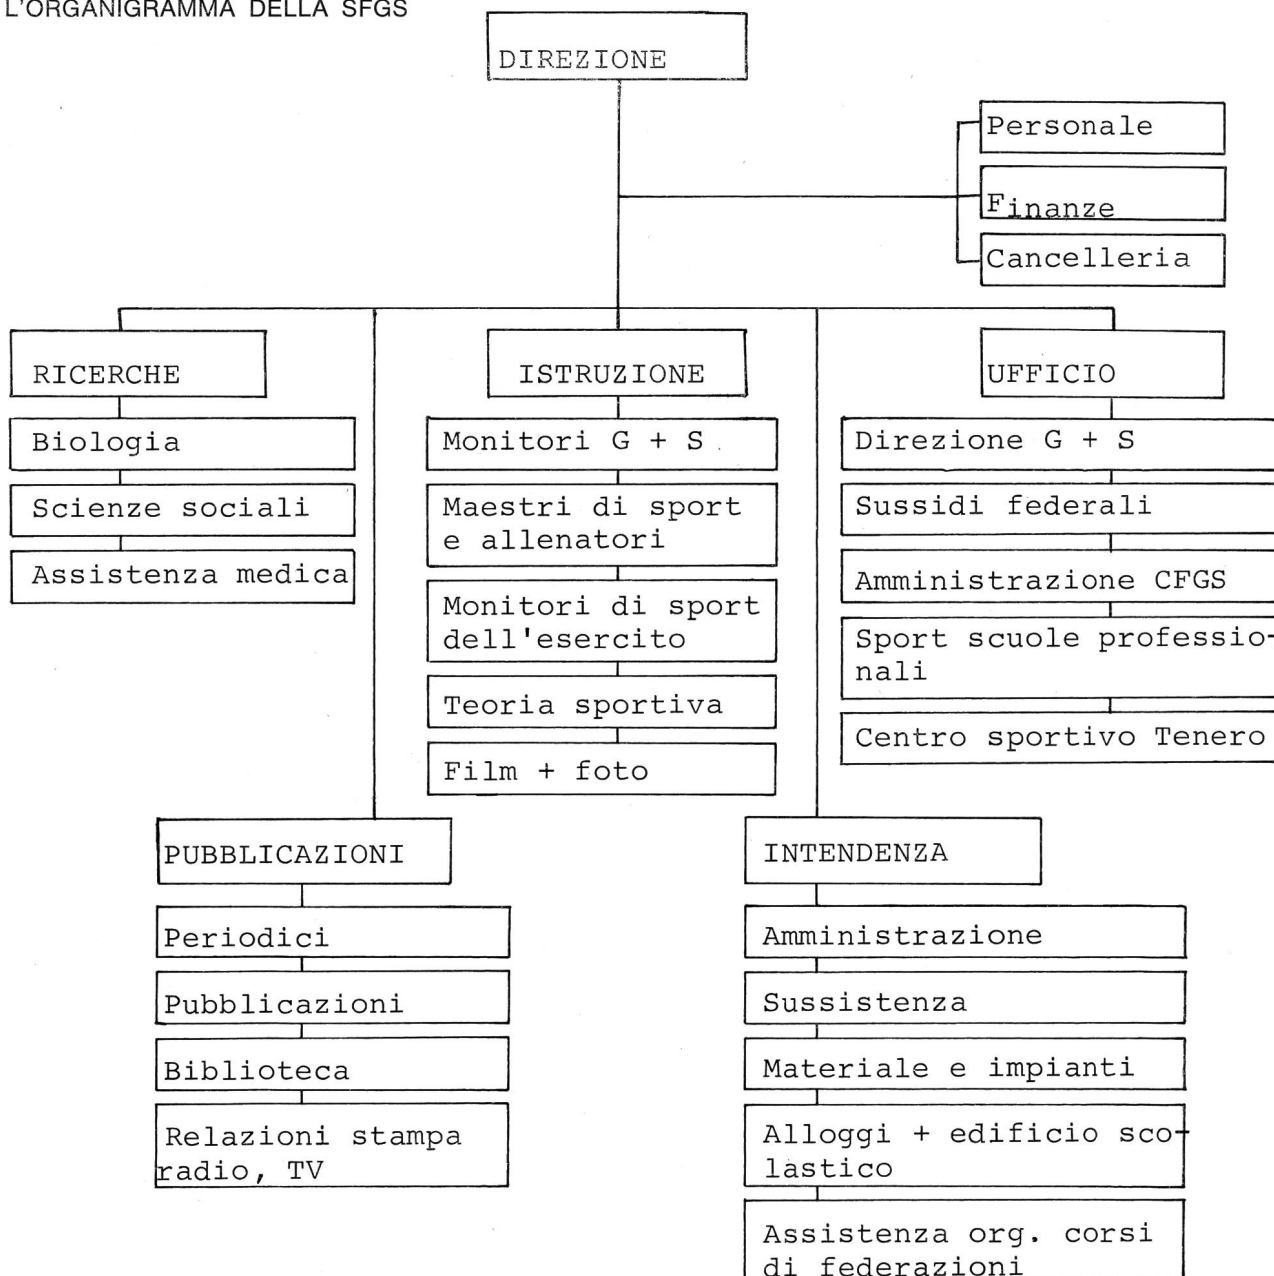 L'ORGANIGRAMMA DELLA SFGS
DIREZIONE
Personale
Finanze
Cancelleria
RICERCHE
Biologia
Scienze sociali
Assistenza medica
ISTRUZIONE
Monitori G + S
Maestri di sport
e allenatori
Monitori di sport
dell'esercito
Teoria sportiva
Film + foto
UFFICIO
Direzione G + S
Sussidi federali
Amministrazione CFGS
Sport scuole professio-
nali
Centro sportivo Tenero
PUBBLICAZIONI
Periodici
Pubblicazioni
Biblioteca
Relazioni stampa
radio, TV
INTENDENZA
Amministrazione
Sussistenza
Materiale e impianti
Alloggi + edificio sco-
lastico
Assistenza org. corsi
di federazioni